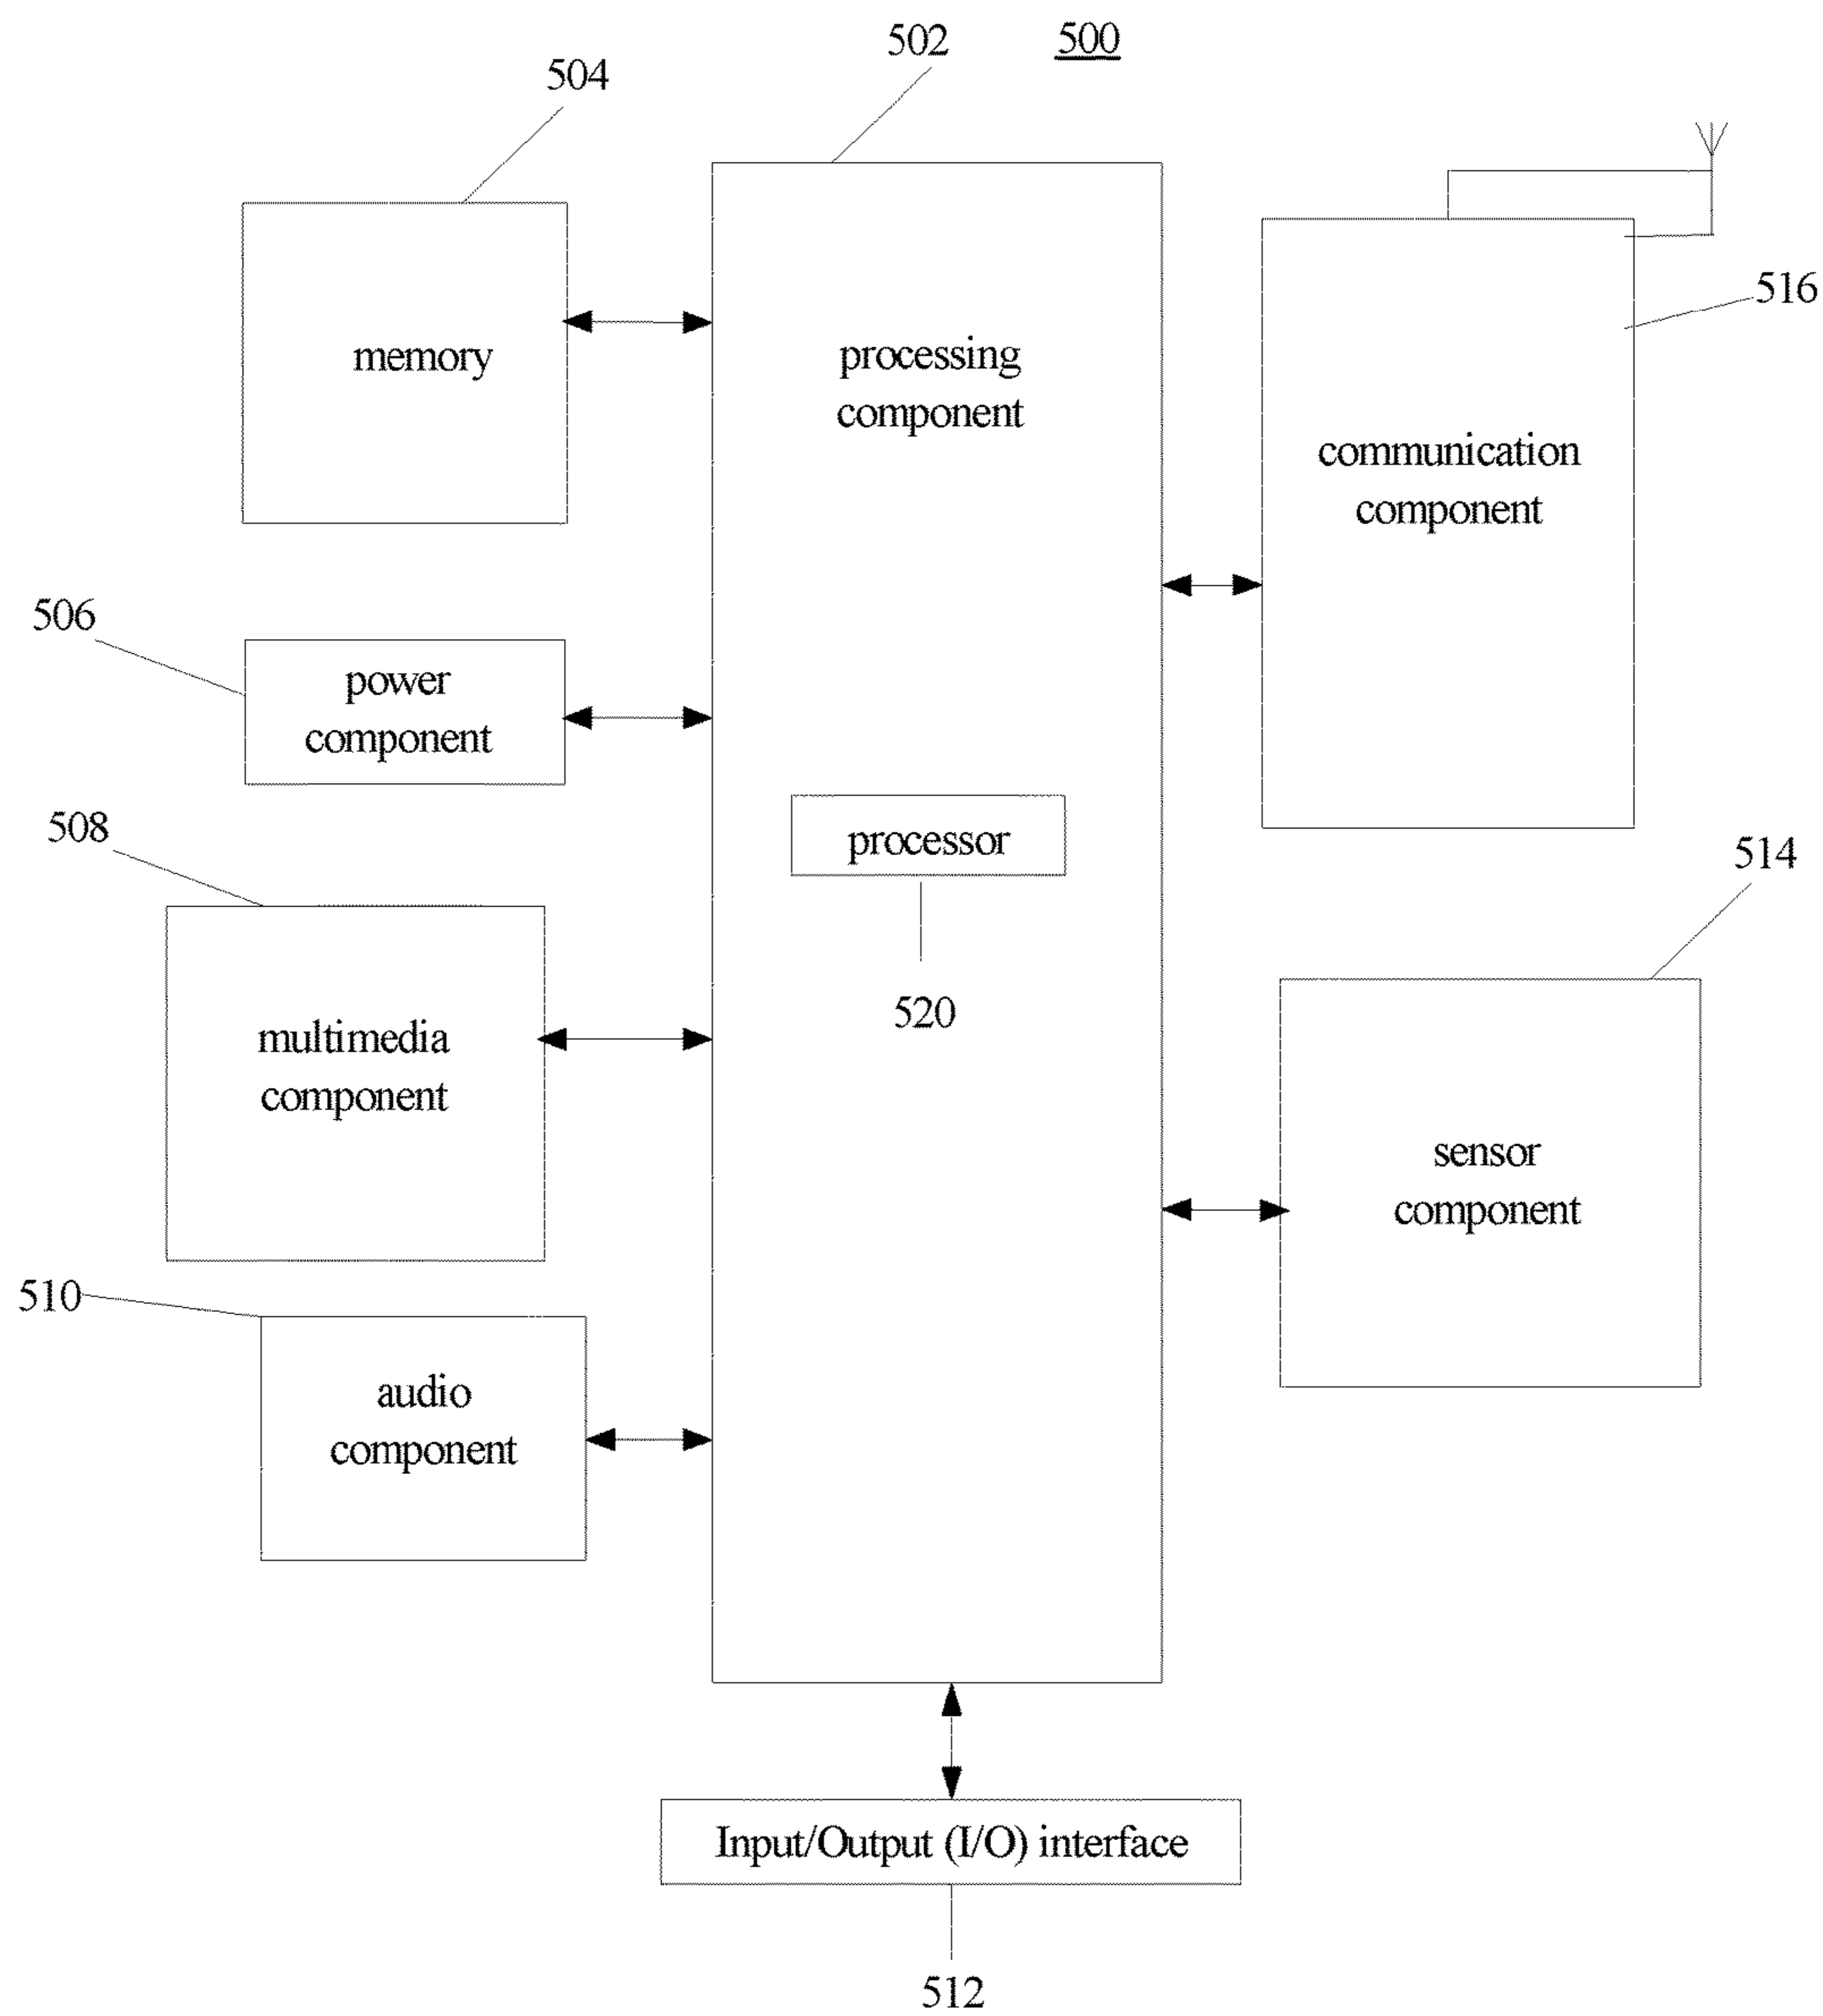 502
500
504
516
memory
processing
component
communication
component
506
power
component
508
processor
514
520
multimedia
component
sensor
component
510
audio
component
Input/Output (I/O) interface
512